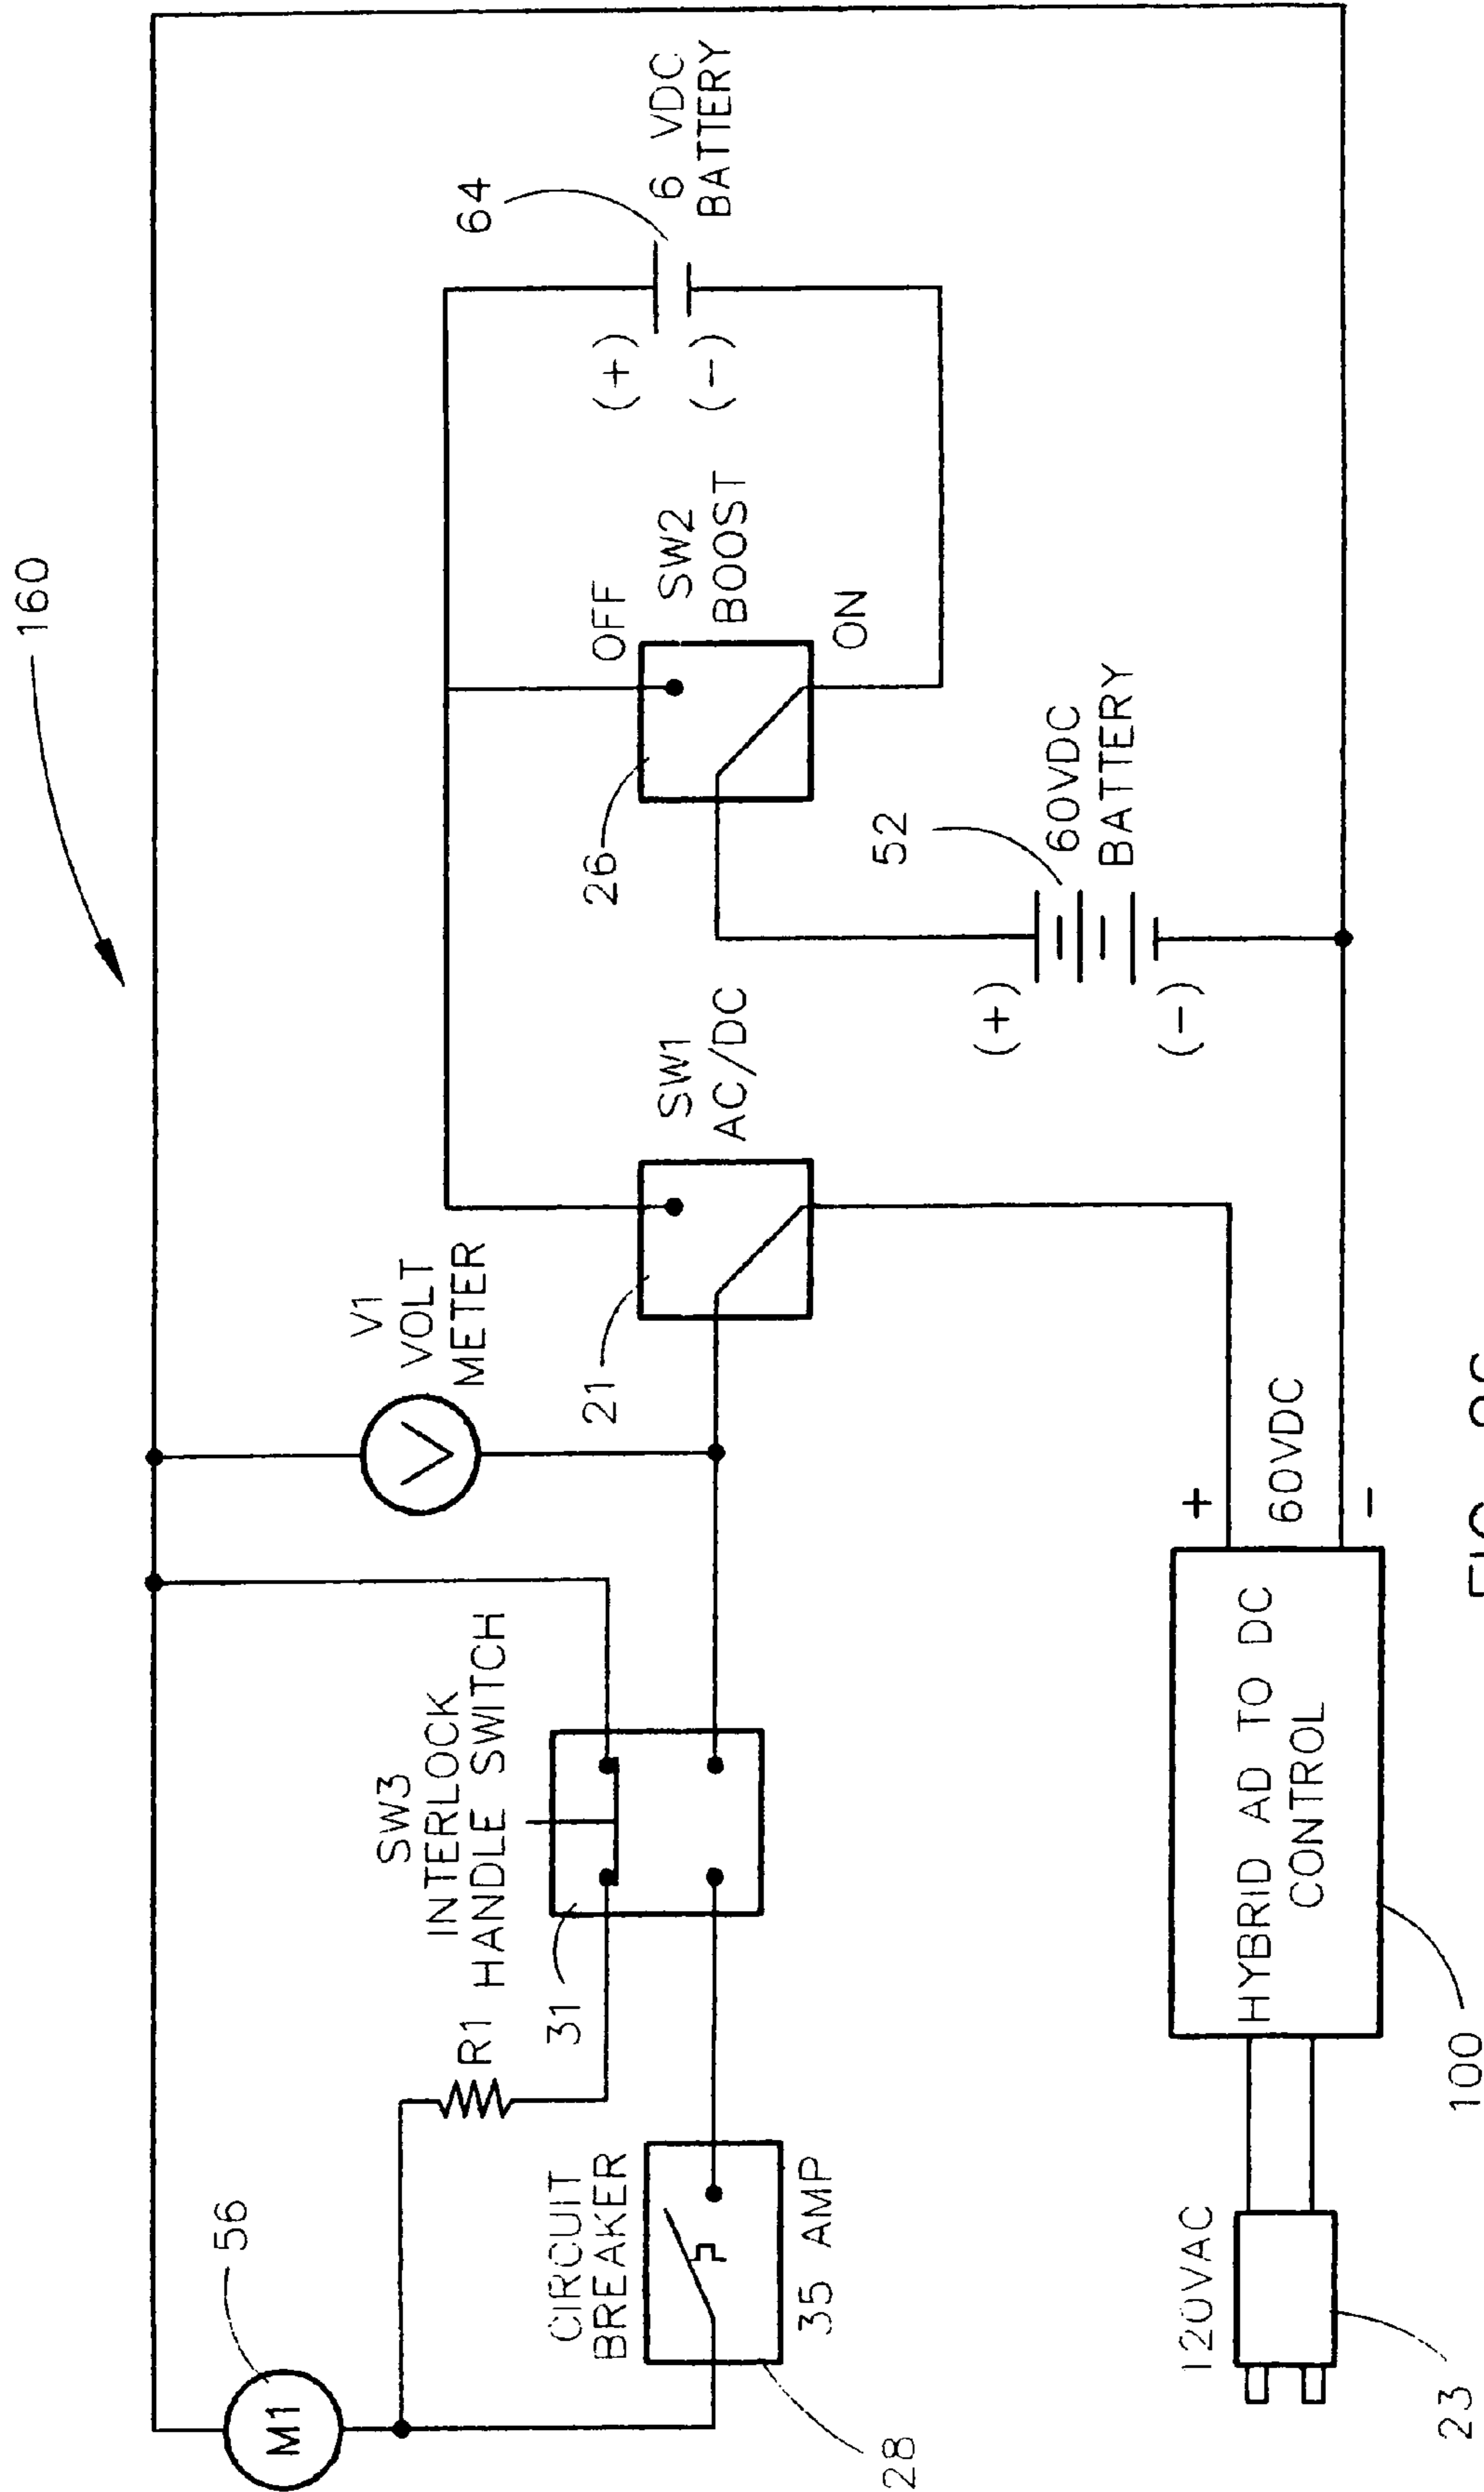 160
M1
56
CIRCUIT
BREAKER
35 AMP
28
R1
SW3
INTERLOCK
HANDLE SWITCH
31
V1
VOLT
METER
21
SW1
AC/DC
26
OFF
SW2
BOOST
ON
64
6 VDC
BATTERY
(+)
(-)
52
60VDC
BATTERY
(+)
(-)
120VAC
23
HYBRID AD TO DC
CONTROL
100
+
60VDC
-